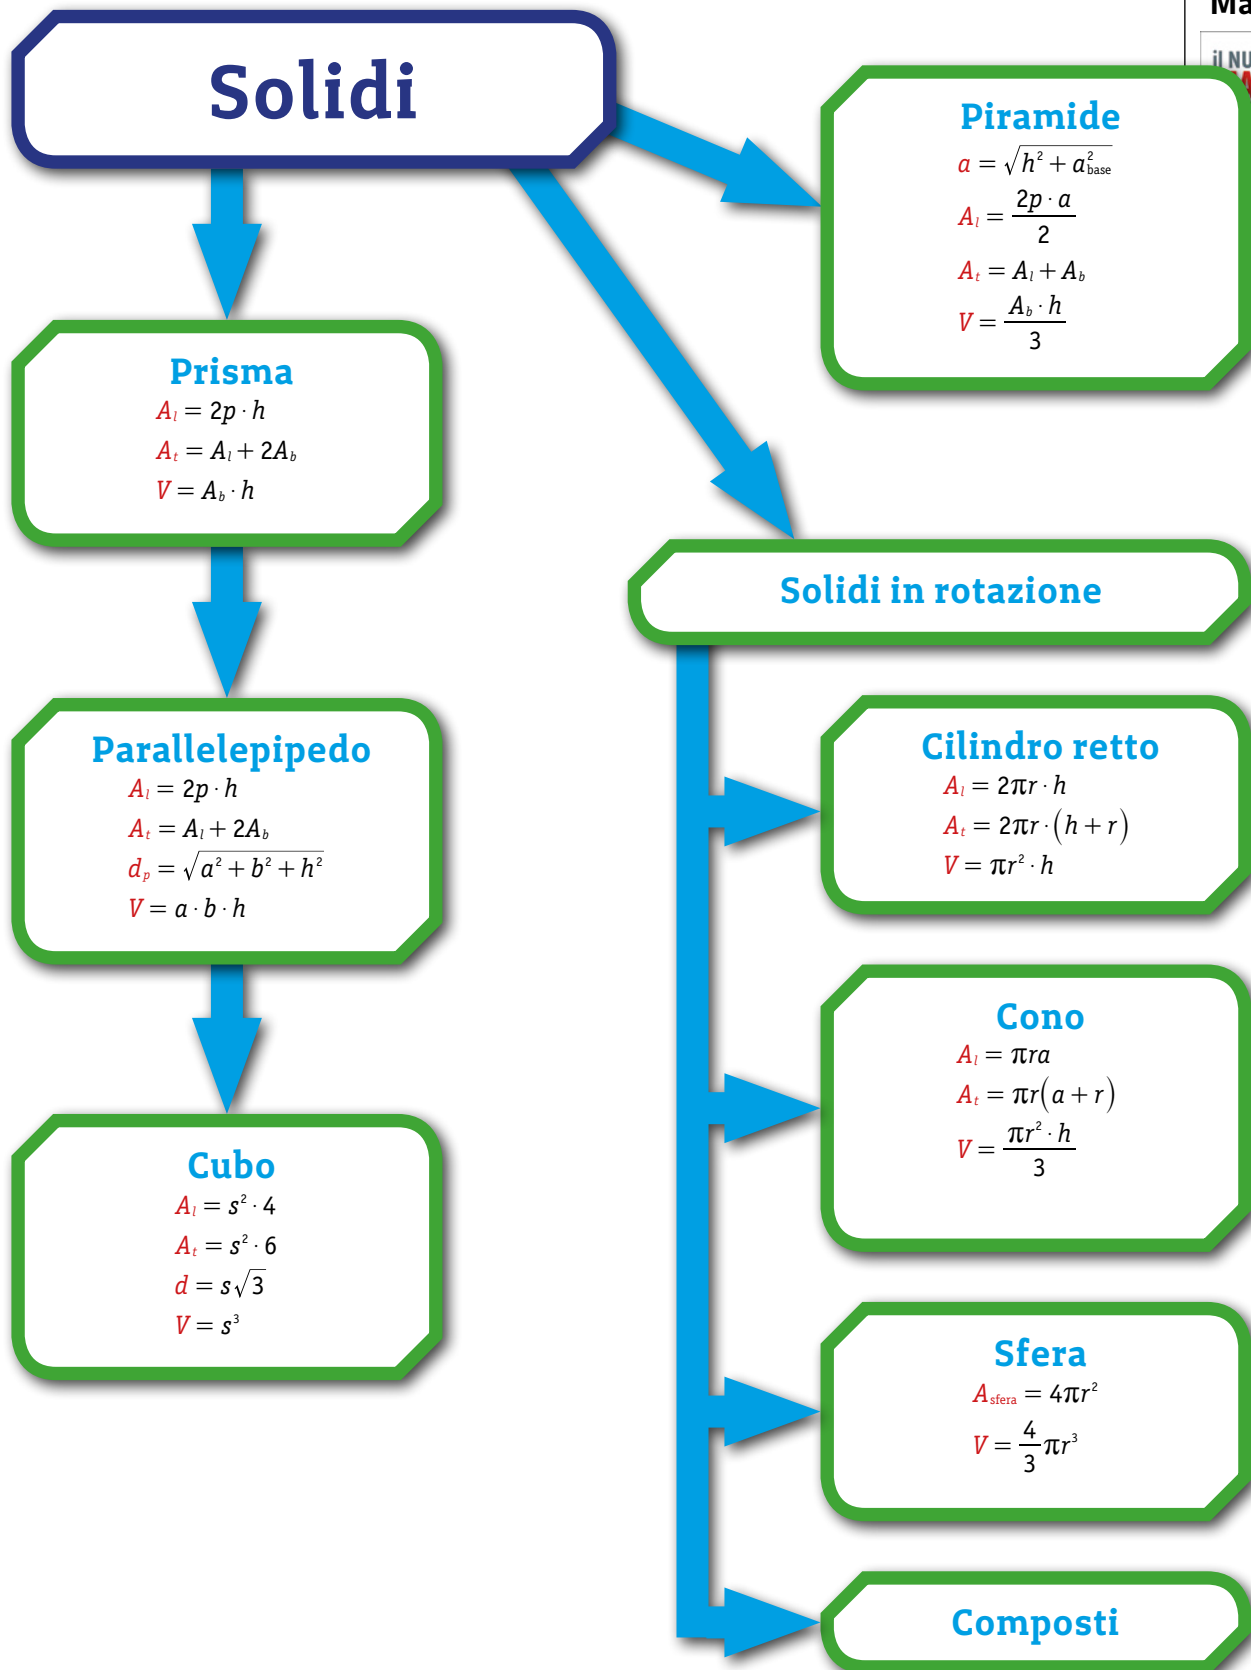 Ma
il NU
Solidi
Piramide
a = √(h² + a²base)
Al = (2p · a)/2
At = Al + Ab
V = (Ab · h)/3
Prisma
Al = 2p · h
At = Al + 2Ab
V = Ab · h
Parallelepipedo
Al = 2p · h
At = Al + 2Ab
dp = √(a² + b² + h²)
V = a · b · h
Cubo
Al = s² · 4
At = s² · 6
d = s√3
V = s³
Solidi in rotazione
Cilindro retto
Al = 2πr · h
At = 2πr · (h + r)
V = πr² · h
Cono
Al = πra
At = πr(a + r)
V = (πr² · h)/3
Sfera
Asfera = 4πr²
V = 4/3 πr³
Composti